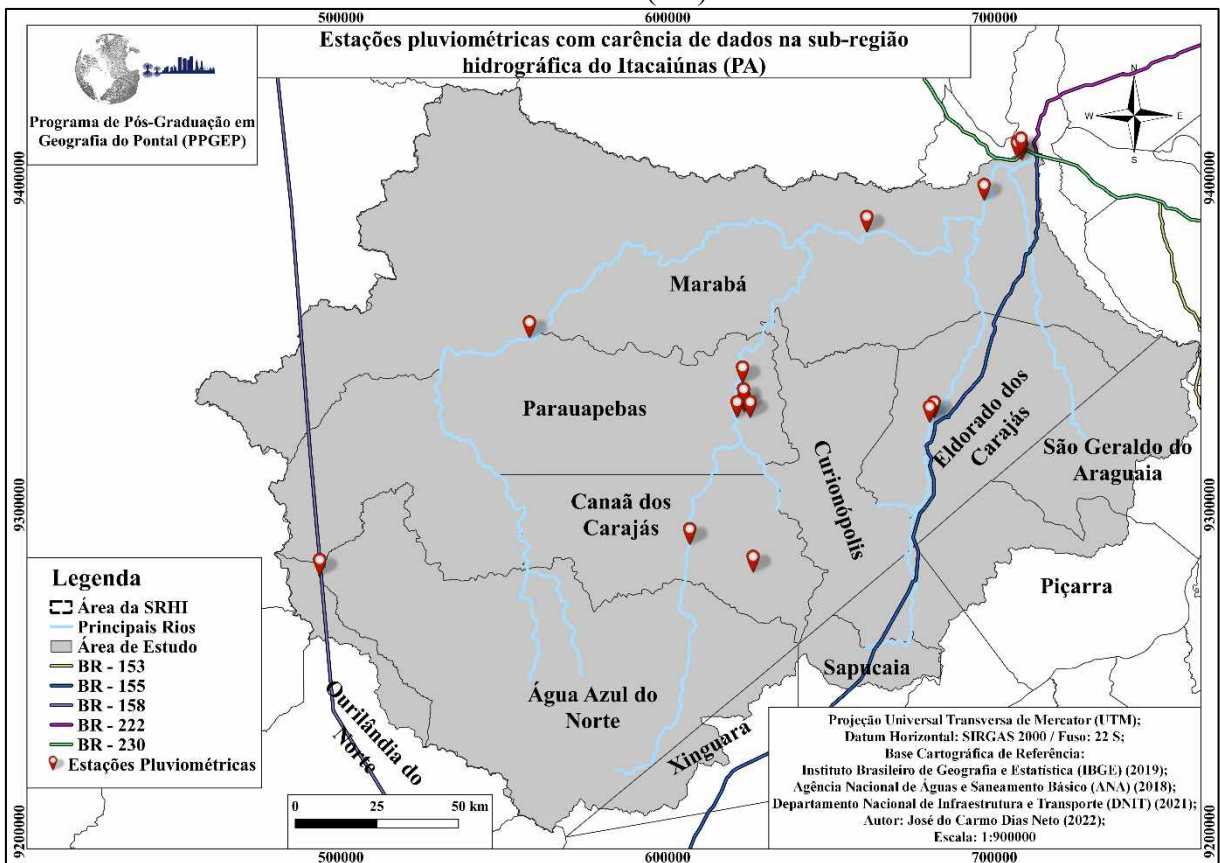 500000
600000
700000
Estações pluviométricas com carência de dados na sub-região
hidrográfica do Itacaiúnas (PA)
Programa de Pós-Graduação em
Geografia do Pontal (PPGEP)
N
W
E
S
9400000
9400000
Marabá
Parauapebas
Eldorado dos
Carajás
São Geraldo do
Araguaia
Curionópolis
Canaã dos
Carajás
9300000
9300000
Piçarra
Sapucaia
Água Azul do
Norte
Ourilândia do
Norte
Xinguara
Legenda
Área da SRHI
Principais Rios
Área de Estudo
BR - 153
BR - 155
BR - 158
BR - 222
BR - 230
Estações Pluviométricas
0 25 50 km
Projeção Universal Transversa de Mercator (UTM);
Datum Horizontal: SIRGAS 2000 / Fuso: 22 S;
Base Cartográfica de Referência:
Instituto Brasileiro de Geografia e Estatística (IBGE) (2019);
Agência Nacional de Águas e Saneamento Básico (ANA) (2018);
Departamento Nacional de Infraestrutura e Transporte (DNIT) (2021);
Autor: José do Carmo Dias Neto (2022);
Escala: 1:900000
9200000
9200000
500000
600000
700000